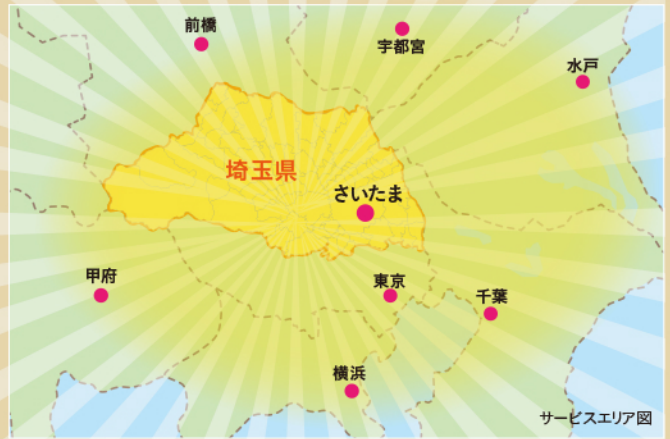 前橋
宇都宮
水戸
埼玉県
さいたま
甲府
東京
千葉
横浜
サービスエリア図